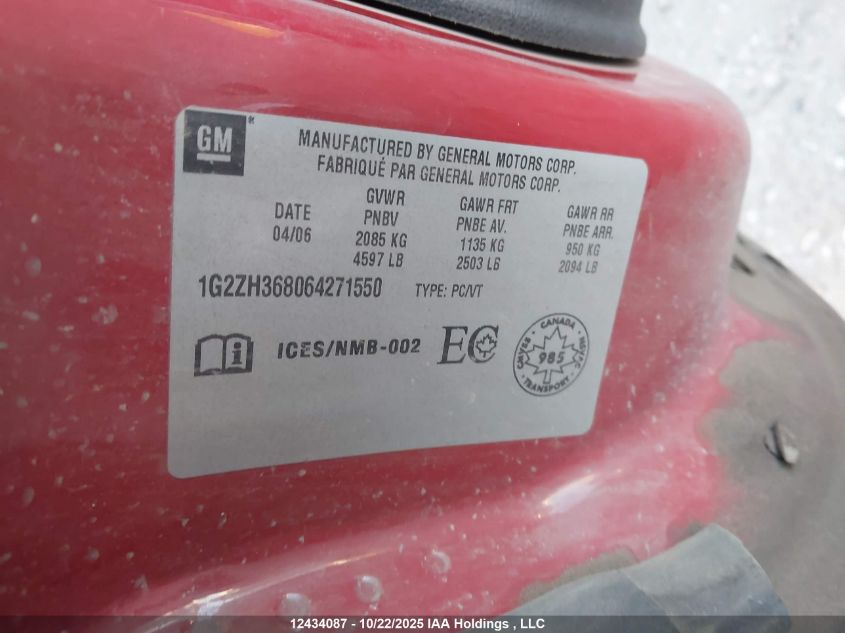 GM
MANUFACTURED BY GENERAL MOTORS CORP.
FABRIQUÉ PAR GENERAL MOTORS CORP.
DATE GVWR GAWR FRT GAWR RR
PNBV PNBE AV. PNBE ARR.
04/06 2085 KG 1135 KG 950 KG
4597 LB 2503 LB 2094 LB
1G2ZH368064271550 TYPE: PC/VT
i ICES/NMB-002 EC
CANADA
CMVSS 985 NSVAC
TRANSPORT
12434087 - 10/22/2025 IAA Holdings , LLC